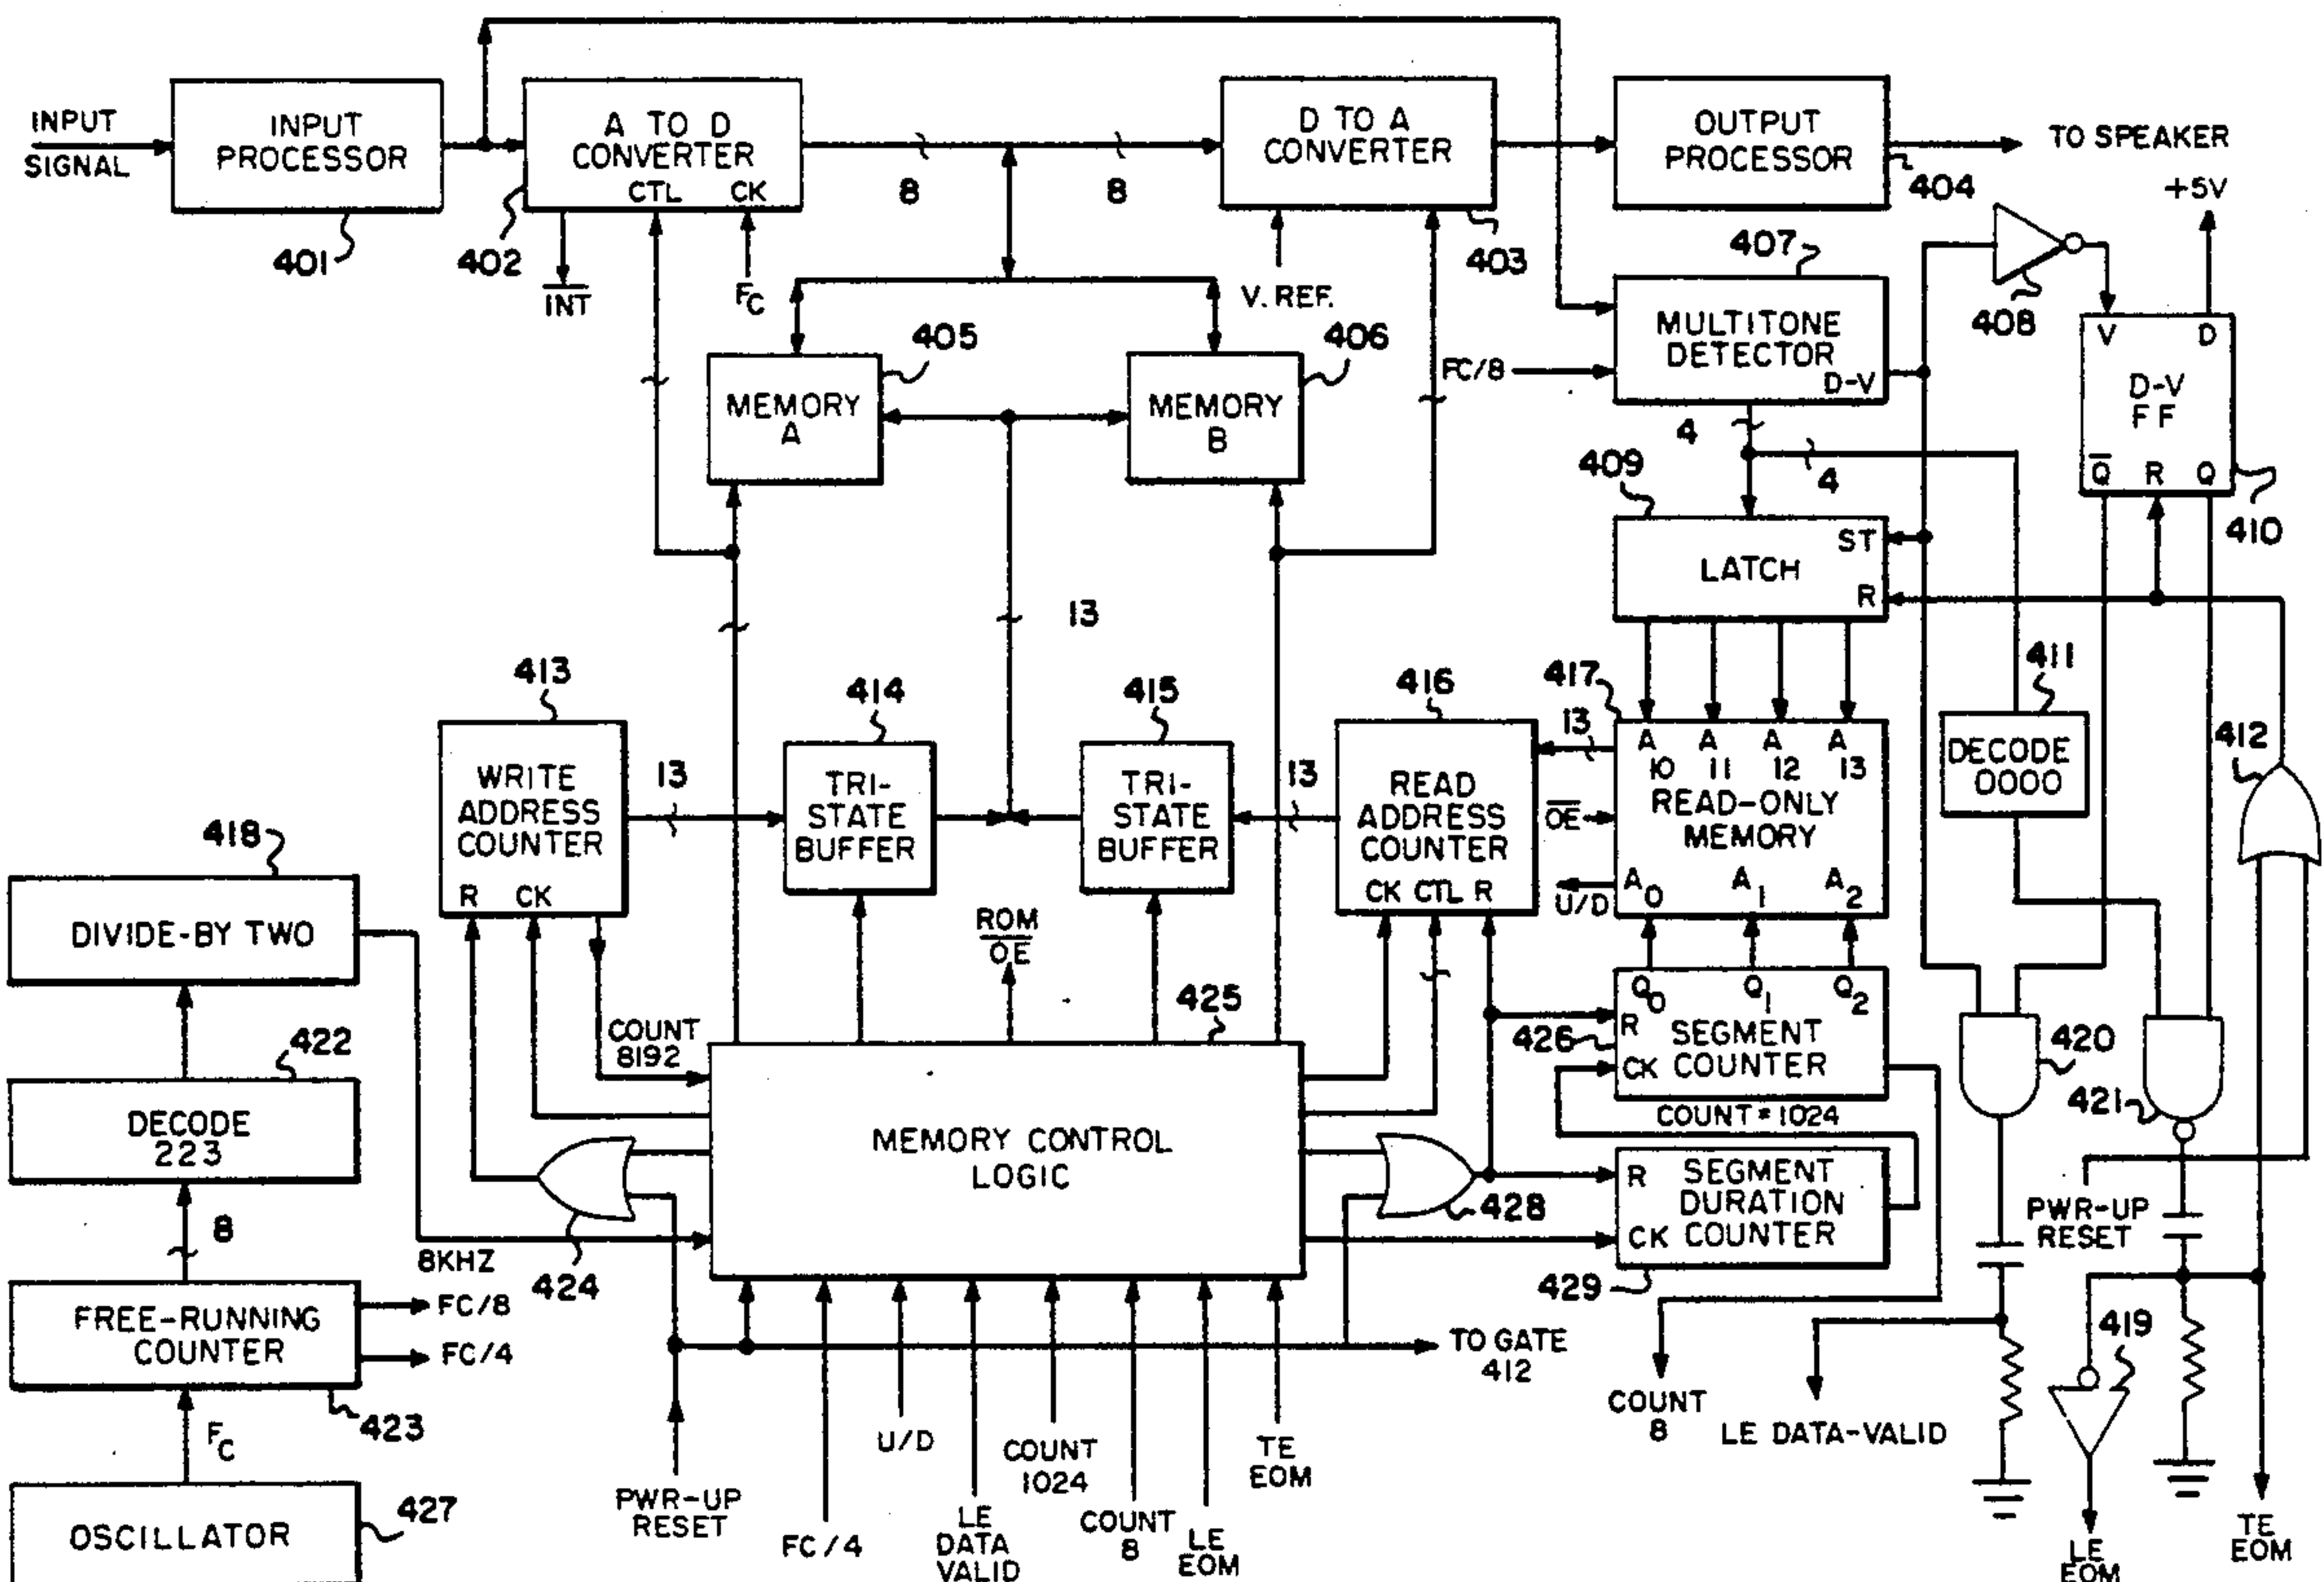 INPUT
SIGNAL
INPUT
PROCESSOR
401
A TO D
CONVERTER
CTL CK
402
INT
FC
8
8
D TO A
CONVERTER
403
V. REF.
OUTPUT
PROCESSOR
404
TO SPEAKER
+5V
407
MULTITONE
DETECTOR
D-V
FC/8
408
V D
D-V
FF
Q R Q
410
405
MEMORY
A
406
MEMORY
B
4
4
409
LATCH
ST
R
13
413
WRITE
ADDRESS
COUNTER
R CK
13
414
TRI-
STATE
BUFFER
415
TRI-
STATE
BUFFER
13
416
READ
ADDRESS
COUNTER
CK CTL R
417
13
A10 A11 A12 A13
READ-ONLY
MEMORY
A0 A1 A2
OE
U/D
411
DECODE
0000
412
418
DIVIDE-BY TWO
422
DECODE
223
8
8KHZ
FREE-RUNNING
COUNTER
423
FC/8
FC/4
FC
OSCILLATOR
427
COUNT
8192
ROM
OE
425
MEMORY CONTROL
LOGIC
424
428
426
Q0 Q1 Q2
R
SEGMENT
COUNTER
CK
COUNT=1024
R
SEGMENT
DURATION
COUNTER
CK
429
420
421
PWR-UP
RESET
419
TO GATE
412
PWR-UP
RESET
FC/4
U/D
LE
DATA
VALID
COUNT
1024
COUNT
8
LE
EOM
TE
EOM
COUNT
8
LE DATA-VALID
LE
EOM
TE
EOM